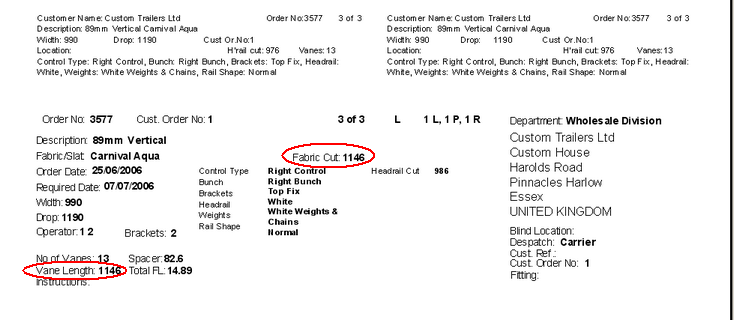 Customer Name: Custom Trailers Ltd Order No:3577 3 of 3
Description: 89mm Vertical Carnival Aqua
Width: 990 Drop: 1190 Cust Or.No:1
Location: H'rail cut: 976 Vanes:13
Control Type: Right Control, Bunch: Right Bunch, Brackets: Top Fix, Headrail:
White, Weights: White Weights & Chains, Rail Shape: Normal
Customer Name: Custom Trailers Ltd Order No:3577 3 of 3
Description: 89mm Vertical Carnival Aqua
Width: 990 Drop: 1190 Cust Or.No:1
Location: H'rail cut: 976 Vanes:13
Control Type: Right Control, Bunch: Right Bunch, Brackets: Top Fix, Headrail:
White, Weights: White Weights & Chains, Rail Shape: Normal
Order No: 3577 Cust. Order No: 1 3 of 3 L 1 L, 1 P, 1 R
Description: 89mm Vertical
Fabric/Slat Carnival Aqua Fabric Cut: 1146
Order Date: 25/06/2006
Required Date: 07/07/2006
Width: 990
Drop: 1190
Operator: 1 2 Brackets: 2
Control Type Right Control Headrail Cut 986
Bunch Right Bunch
Brackets Top Fix
Headrail White
Weights White Weights &
Chains
Rail Shape Normal
No of Vanes: 13 Spacer: 82.6
Vane Length: 1146 Total FL: 14.89
Instructions:
Department: Wholesale Division
Custom Trailers Ltd
Custom House
Harolds Road
Pinnacles Harlow
Essex
UNITED KINGDOM
Blind Location:
Despatch: Carrier
Cust. Ref.:
Cust. Order No: 1
Fitting: